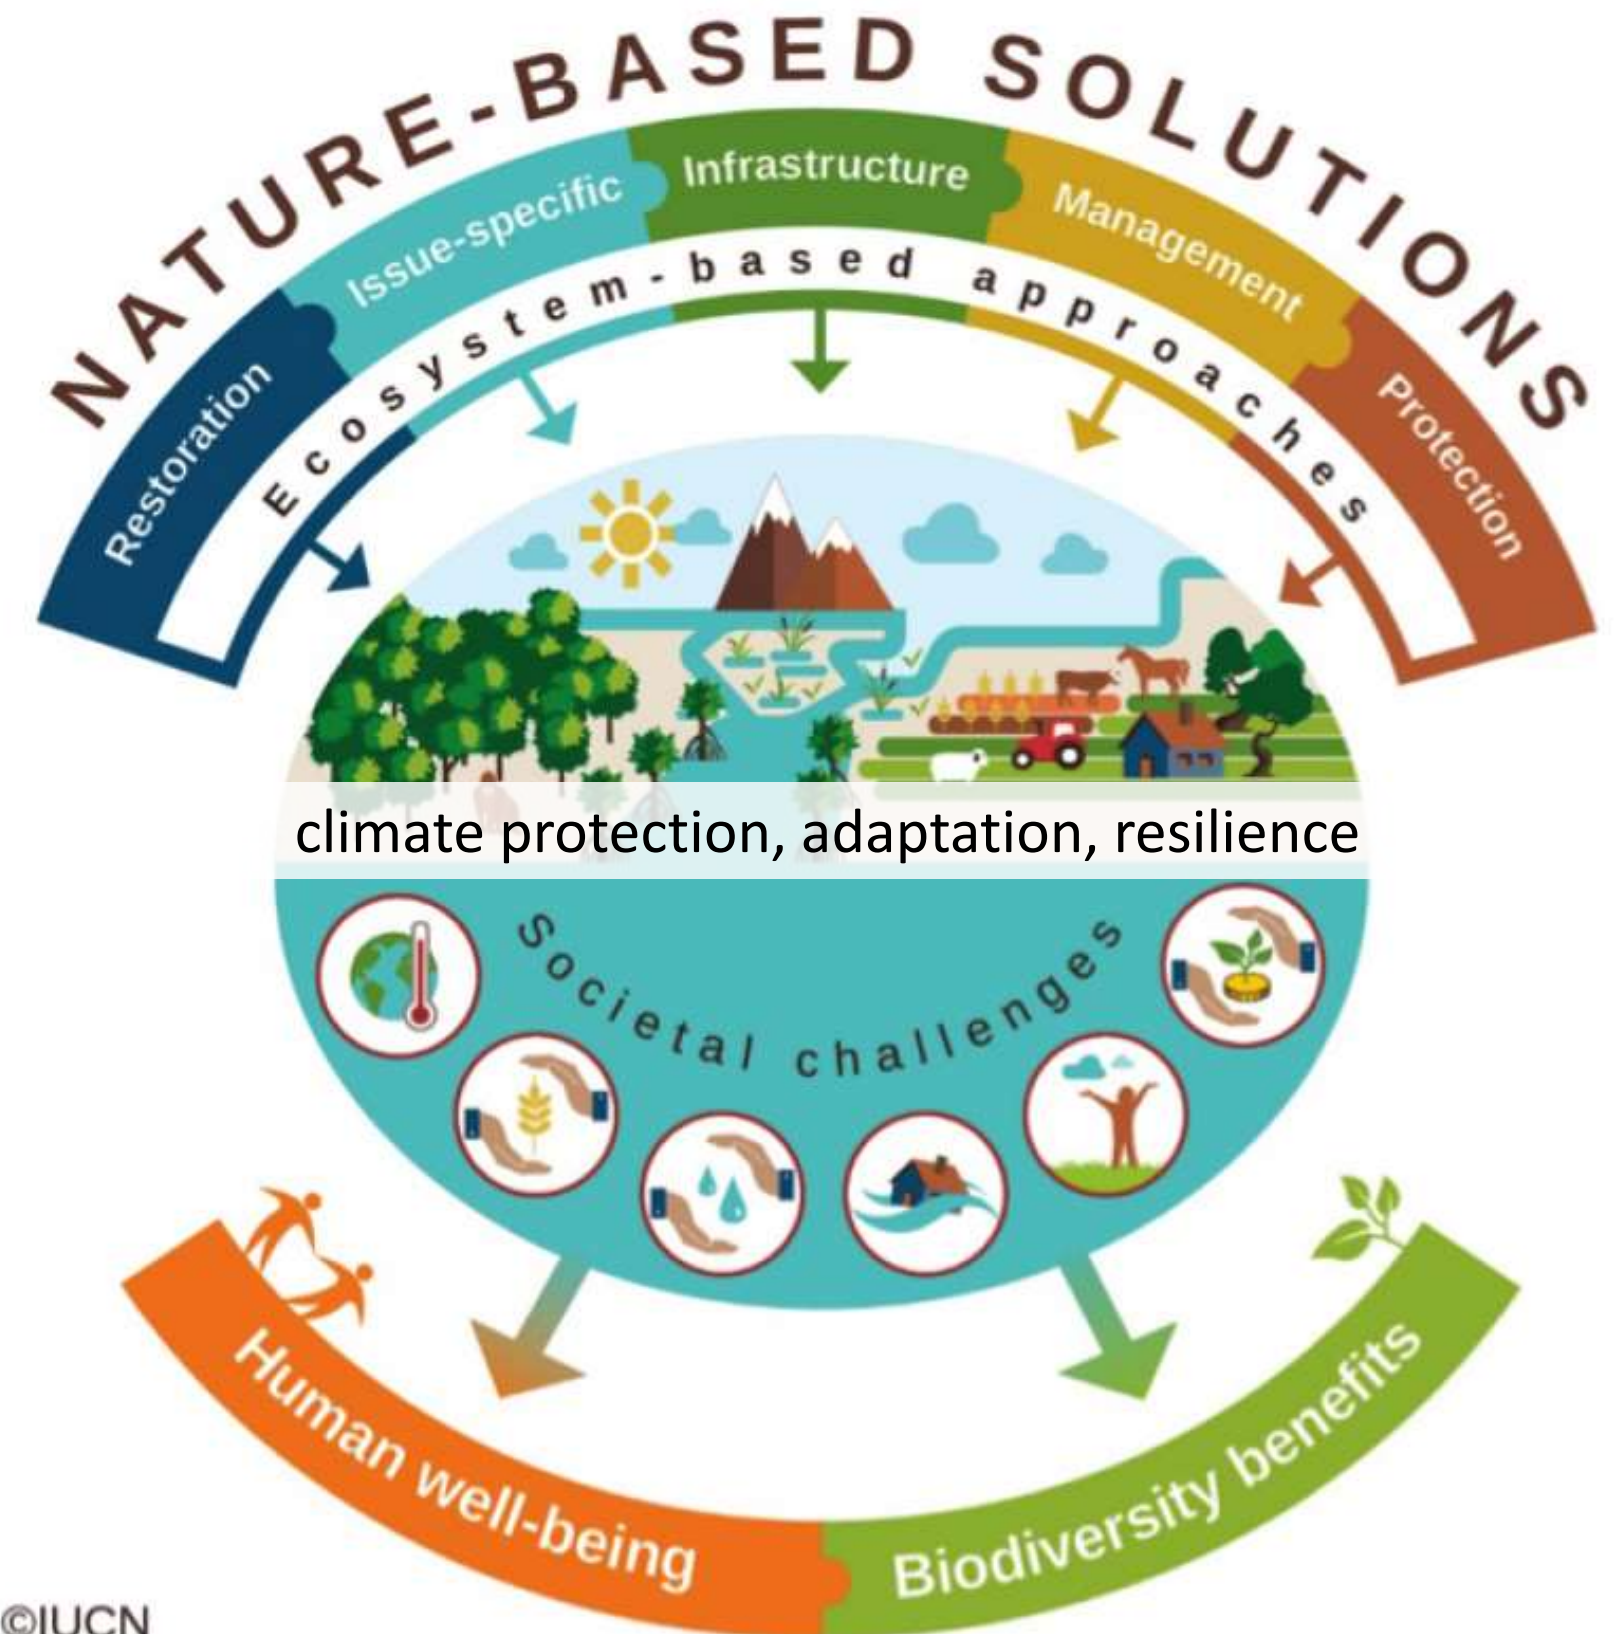 NATURE-BASED SOLUTIONS
Restoration
Issue-specific
Infrastructure
Management
Protection
Ecosystem-based approaches
climate protection, adaptation, resilience
Societal challenges
Human well-being
Biodiversity benefits
©IUCN